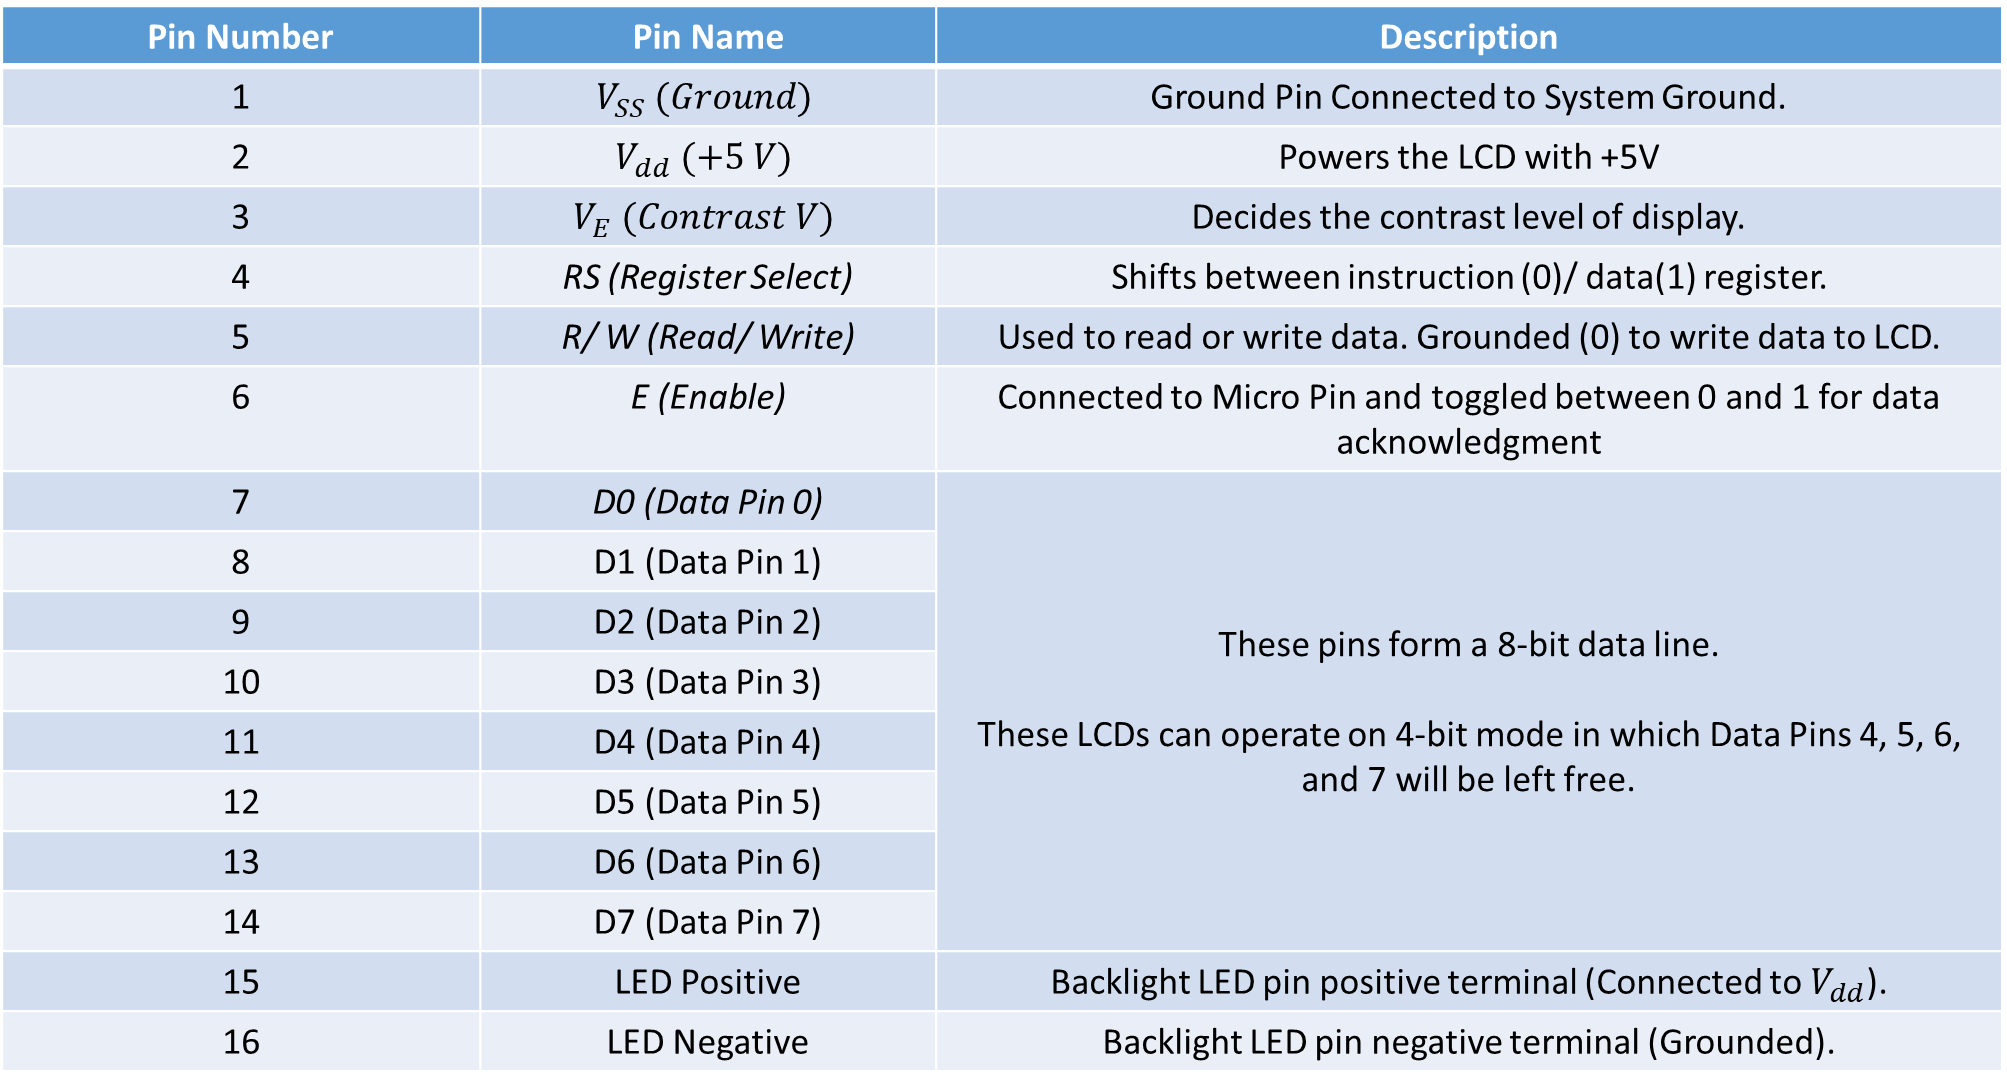 Pin Number Pin Name Description
1 V_SS (Ground) Ground Pin Connected to System Ground.
2 V_dd (+5 V) Powers the LCD with +5V
3 V_E (Contrast V) Decides the contrast level of display.
4 RS (Register Select) Shifts between instruction (0)/ data(1) register.
5 R/ W (Read/ Write) Used to read or write data. Grounded (0) to write data to LCD.
6 E (Enable) Connected to Micro Pin and toggled between 0 and 1 for data
acknowledgment
7 D0 (Data Pin 0)
8 D1 (Data Pin 1)
9 D2 (Data Pin 2)
10 D3 (Data Pin 3)
11 D4 (Data Pin 4)
12 D5 (Data Pin 5)
13 D6 (Data Pin 6)
14 D7 (Data Pin 7)
These pins form a 8-bit data line.
These LCDs can operate on 4-bit mode in which Data Pins 4, 5, 6,
and 7 will be left free.
15 LED Positive Backlight LED pin positive terminal (Connected to V_dd).
16 LED Negative Backlight LED pin negative terminal (Grounded).